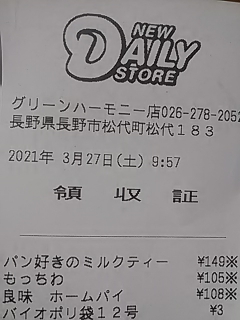 NEW
DAILY
STORE
グリーンハーモニー店026-278-2052
長野県長野市松代町松代183
2021年 3月27日(土) 9:57
領収証
パン好きのミルクティー ¥149※
もっちわ ¥105※
良味 ホームパイ ¥108※
バイオポリ袋12号 ¥3